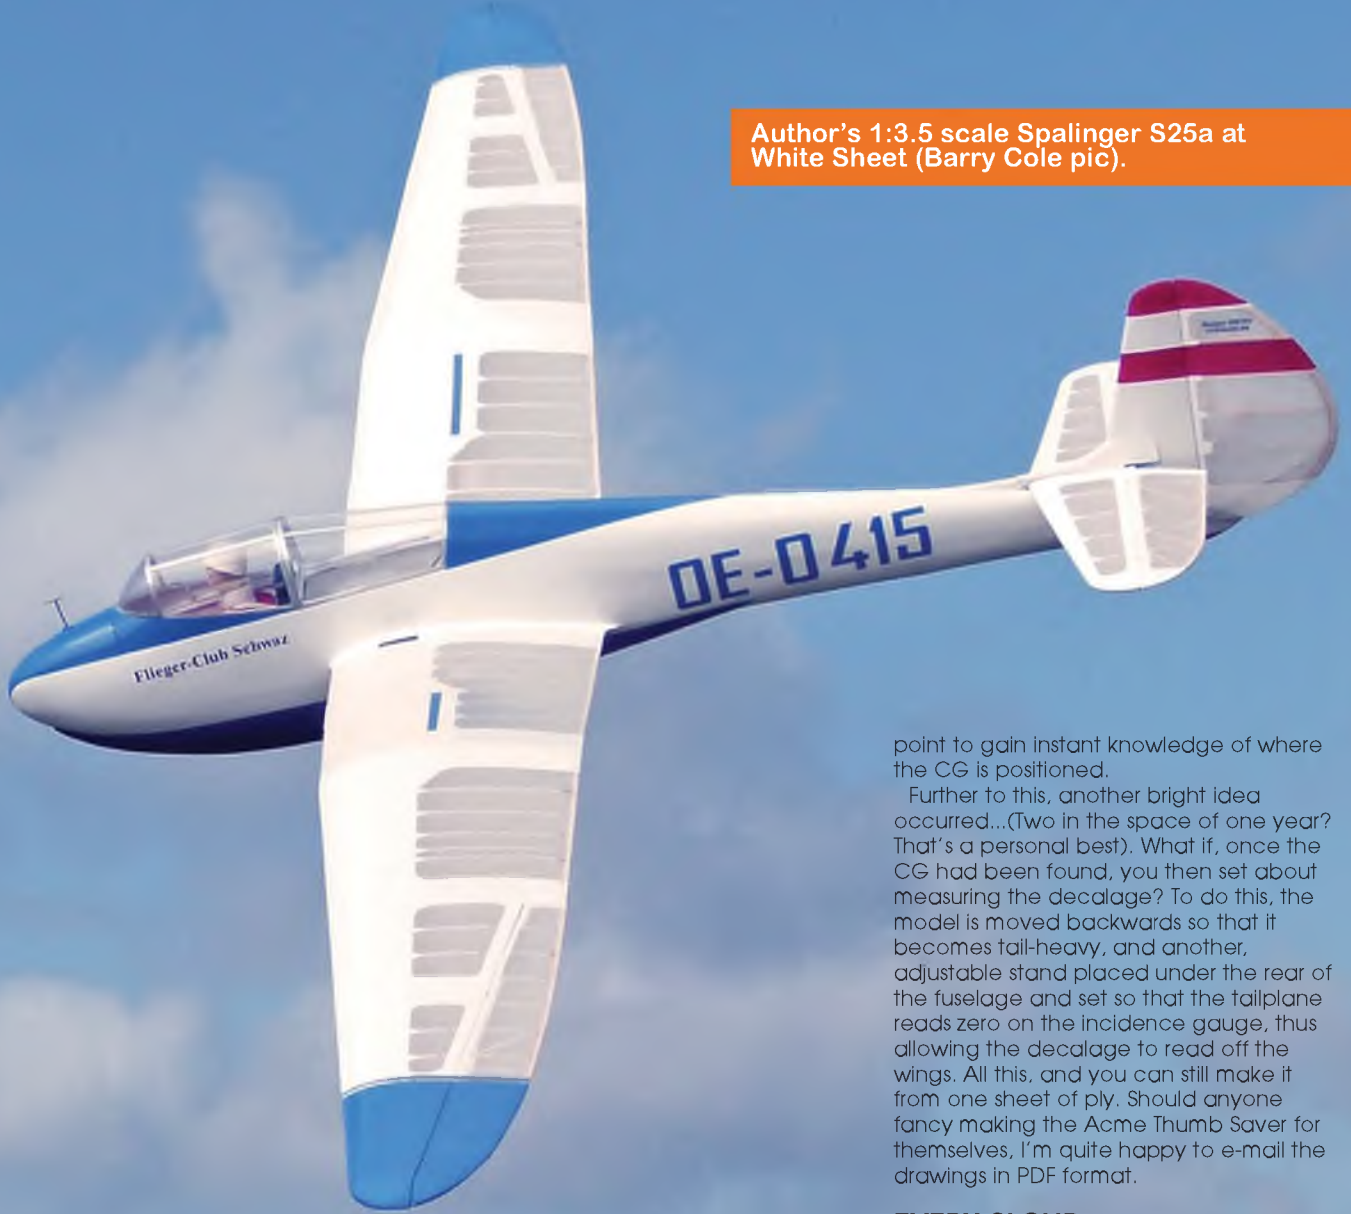 Author's 1:3.5 scale Spalinger S25a at
White Sheet (Barry Cole pic).
OE-0415
Flieger-Club Schwaz
point to gain instant knowledge of where
the CG is positioned.
Further to this, another bright idea
occurred...(Two in the space of one year?
That's a personal best). What if, once the
CG had been found, you then set about
measuring the decalage? To do this, the
model is moved backwards so that it
becomes tail-heavy, and another,
adjustable stand placed under the rear of
the fuselage and set so that the tailplane
reads zero on the incidence gauge, thus
allowing the decalage to read off the
wings. All this, and you can still make it
from one sheet of ply. Should anyone
fancy making the Acme Thumb Saver for
themselves, I'm quite happy to e-mail the
drawings in PDF format.